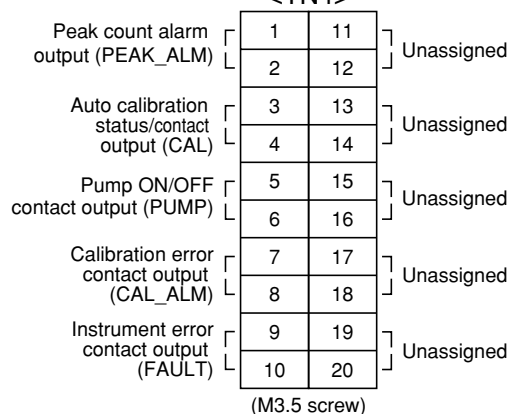 Peak count alarm
output (PEAK_ALM)
1 11
2 12
Unassigned
Auto calibration
status/contact
output (CAL)
3 13
4 14
Unassigned
Pump ON/OFF
contact output (PUMP)
5 15
6 16
Unassigned
Calibration error
contact output
(CAL_ALM)
7 17
8 18
Unassigned
Instrument error
contact output
(FAULT)
9 19
10 20
Unassigned
(M3.5 screw)